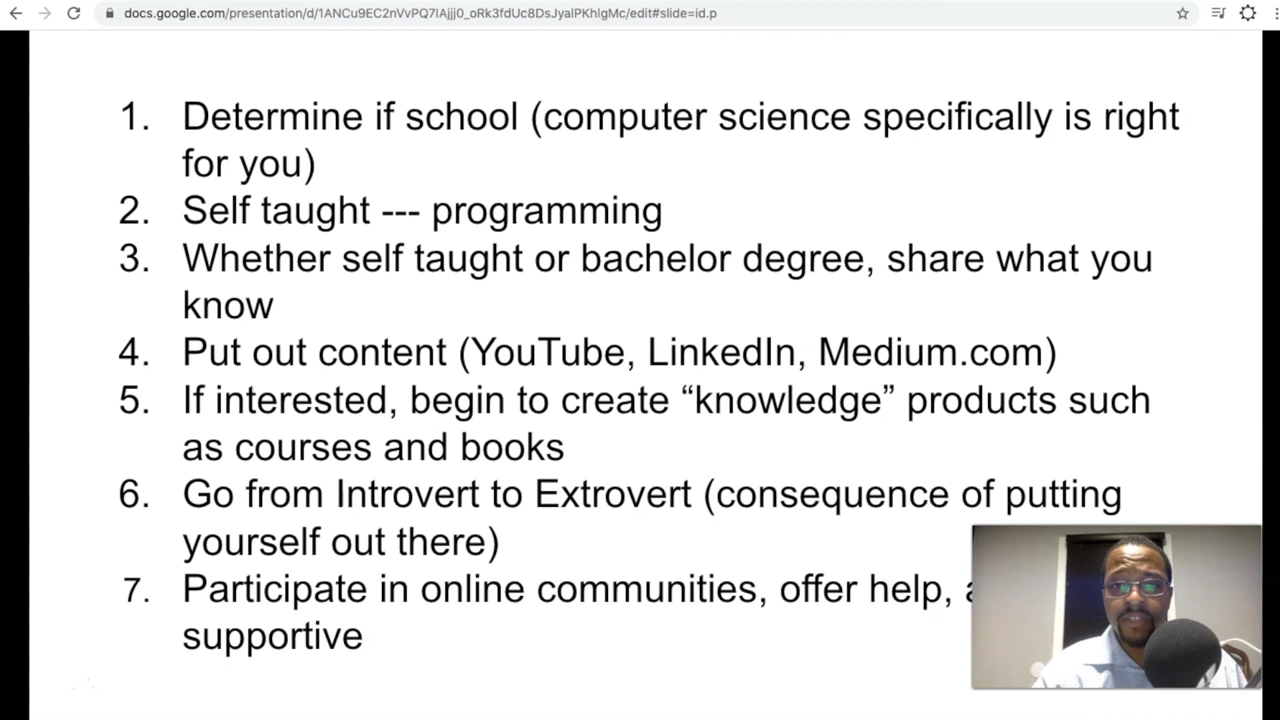 docs.google.com/presentation/d/1ANCu9EC2nVvPQ7lAjjj0_oRk3fdUc8DsJyalPKhlgMc/edit#slide=id.p
1. Determine if school (computer science specifically is right
for you)
2. Self taught --- programming
3. Whether self taught or bachelor degree, share what you
know
4. Put out content (YouTube, LinkedIn, Medium.com)
5. If interested, begin to create “knowledge” products such
as courses and books
6. Go from Introvert to Extrovert (consequence of putting
yourself out there)
7. Participate in online communities, offer help,
supportive